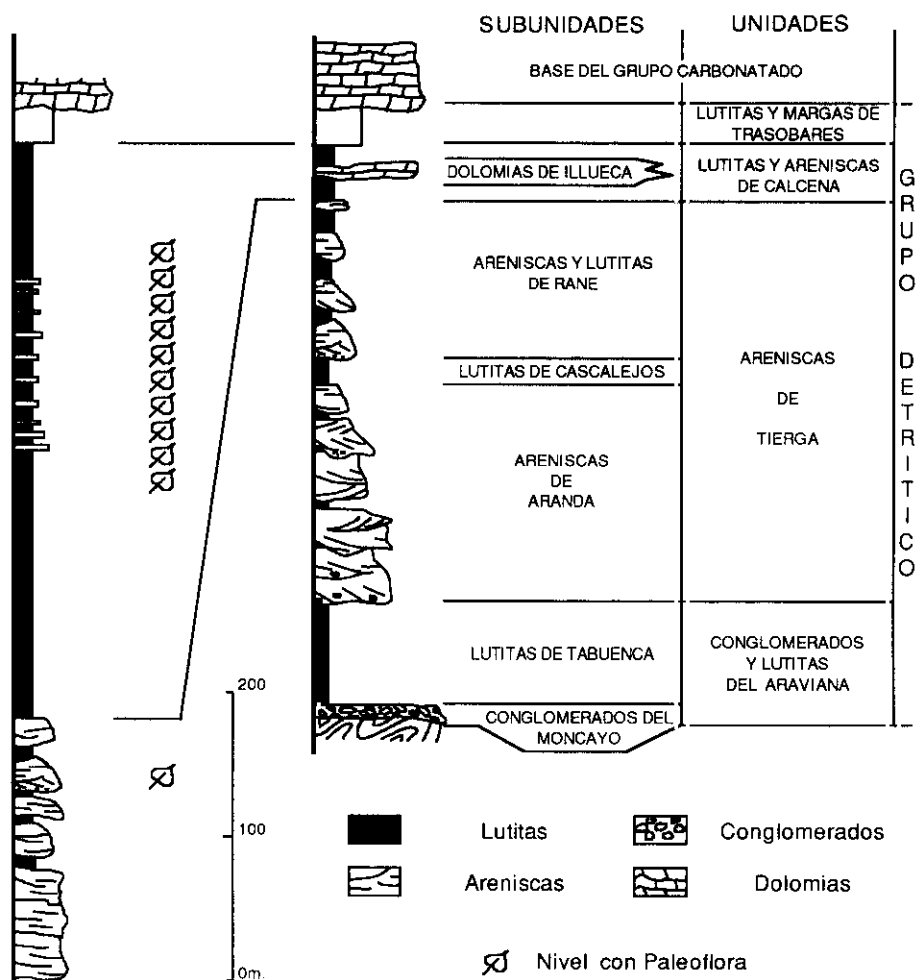 SUBUNIDADES
UNIDADES
BASE DEL GRUPO CARBONATADO
LUTITAS Y MARGAS DE
TRASOBARES
DOLOMIAS DE ILLUECA
LUTITAS Y ARENISCAS
DE CALCENA
ARENISCAS Y LUTITAS
DE RANE
LUTITAS DE CASCALEJOS
ARENISCAS
DE
ARANDA
ARENISCAS
DE
TIERGA
LUTITAS DE TABUENCA
CONGLOMERADOS
Y LUTITAS
DEL ARAVIANA
CONGLOMERADOS DEL
MONCAYO
GRUPO DETRITICO
200
100
0m.
Lutitas
Conglomerados
Areniscas
Dolomias
Nivel con Paleoflora